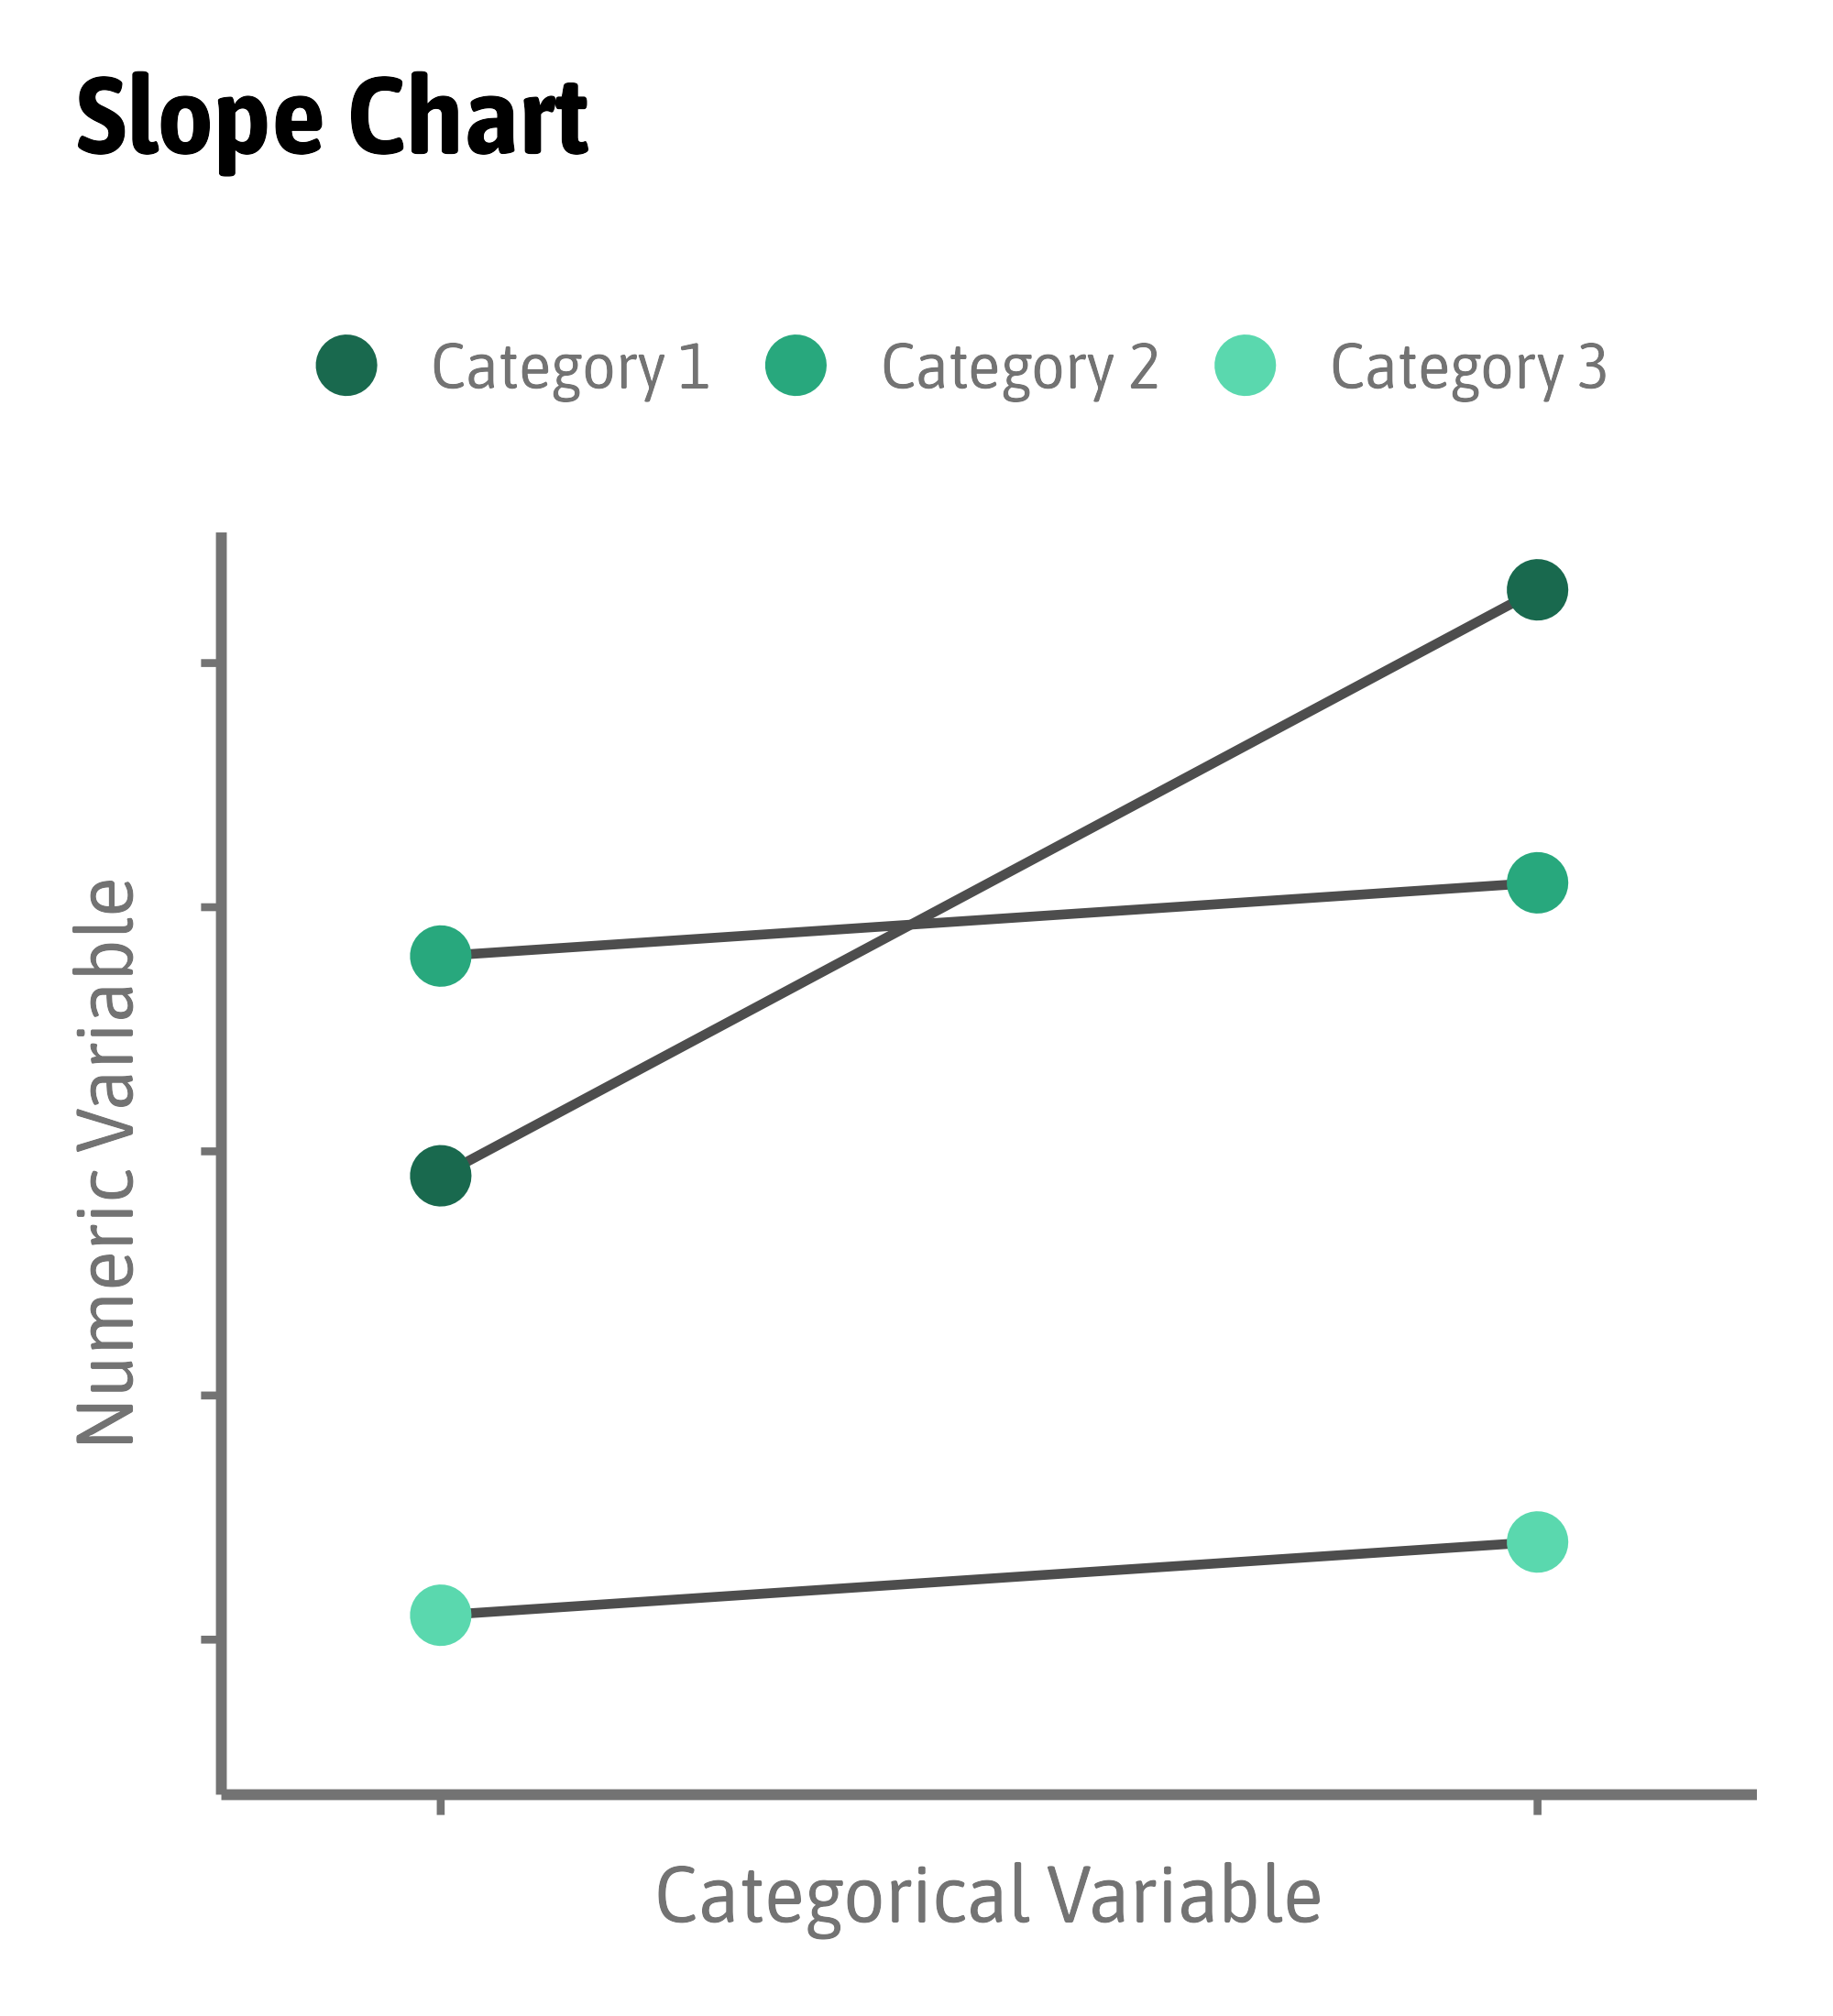 Slope Chart
Category 1
Category 2
Category 3
Numeric Variable
Categorical Variable